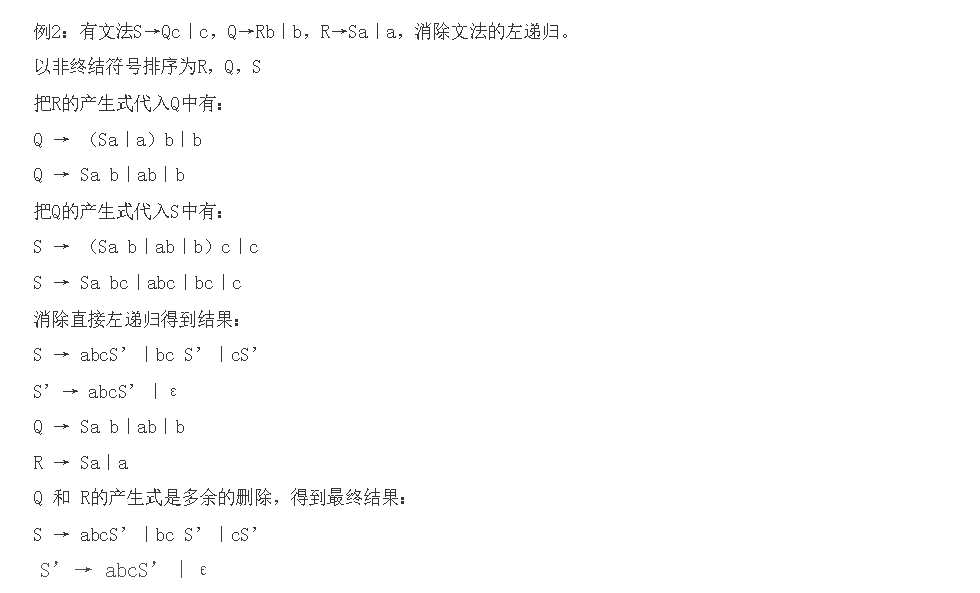 例2：有文法S→Qc｜c，Q→Rb｜b，R→Sa｜a，消除文法的左递归。
以非终结符号排序为R，Q，S
把R的产生式代入Q中有：
Q → （Sa｜a）b｜b
Q → Sa b｜ab｜b
把Q的产生式代入S中有：
S → （Sa b｜ab｜b）c｜c
S → Sa bc｜abc｜bc｜c
消除直接左递归得到结果：
S → abcS’｜bc S’｜cS’
S’→ abcS’｜ε
Q → Sa b｜ab｜b
R → Sa｜a
Q 和 R的产生式是多余的删除，得到最终结果：
S → abcS’｜bc S’｜cS’
S’→ abcS’｜ε